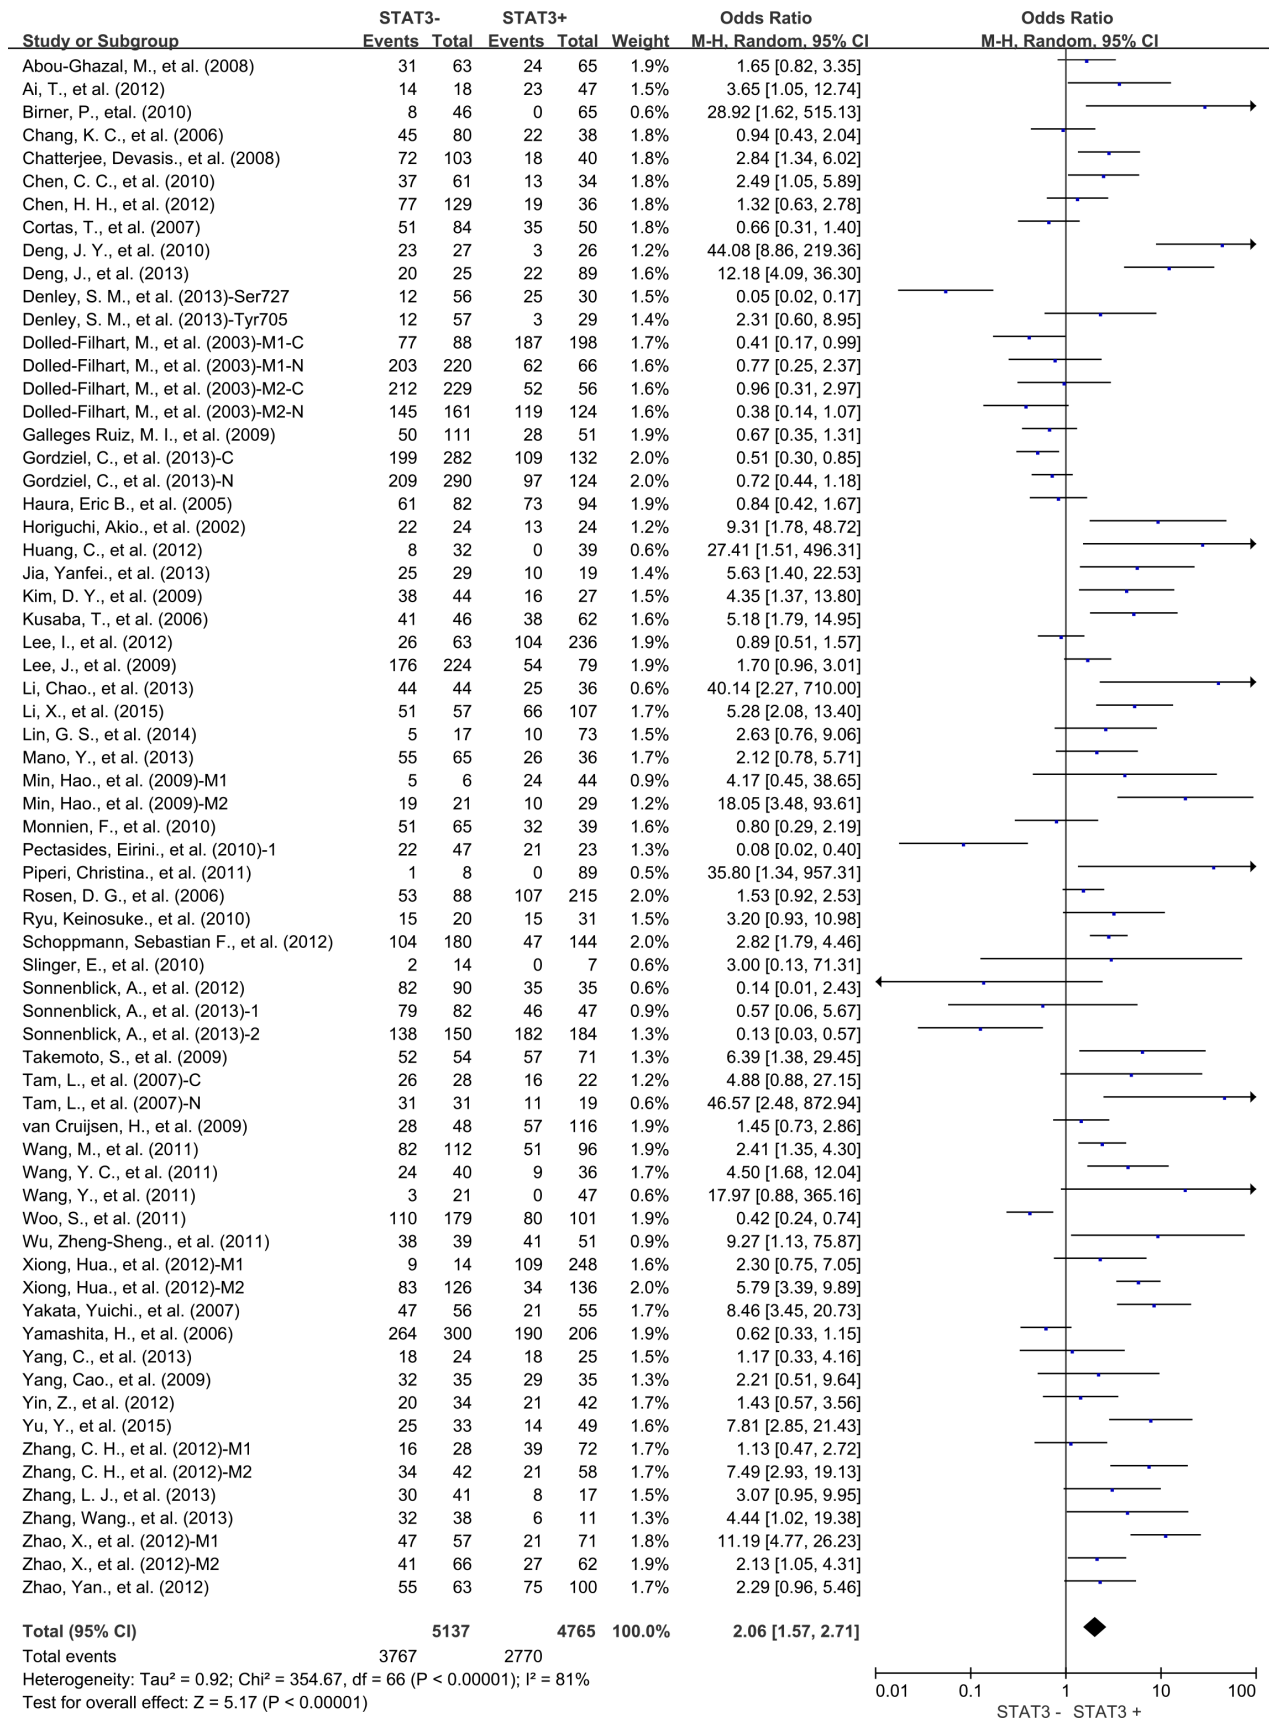 STAT3- STAT3+ Odds Ratio Odds Ratio
Study or Subgroup Events Total Events Total Weight M-H, Random, 95% CI M-H, Random, 95% CI
Abou-Ghazal, M., et al. (2008) 31 63 24 65 1.9% 1.65 [0.82, 3.35]
Ai, T., et al. (2012) 14 18 23 47 1.5% 3.65 [1.05, 12.74]
Birner, P., etal. (2010) 8 46 0 65 0.6% 28.92 [1.62, 515.13]
Chang, K. C., et al. (2006) 45 80 22 38 1.8% 0.94 [0.43, 2.04]
Chatterjee, Devasis., et al. (2008) 72 103 18 40 1.8% 2.84 [1.34, 6.02]
Chen, C. C., et al. (2010) 37 61 13 34 1.8% 2.49 [1.05, 5.89]
Chen, H. H., et al. (2012) 77 129 19 36 1.8% 1.32 [0.63, 2.78]
Cortas, T., et al. (2007) 51 84 35 50 1.8% 0.66 [0.31, 1.40]
Deng, J. Y., et al. (2010) 23 27 3 26 1.2% 44.08 [8.86, 219.36]
Deng, J., et al. (2013) 20 25 22 89 1.6% 12.18 [4.09, 36.30]
Denley, S. M., et al. (2013)-Ser727 12 56 25 30 1.5% 0.05 [0.02, 0.17]
Denley, S. M., et al. (2013)-Tyr705 12 57 3 29 1.4% 2.31 [0.60, 8.95]
Dolled-Filhart, M., et al. (2003)-M1-C 77 88 187 198 1.7% 0.41 [0.17, 0.99]
Dolled-Filhart, M., et al. (2003)-M1-N 203 220 62 66 1.6% 0.77 [0.25, 2.37]
Dolled-Filhart, M., et al. (2003)-M2-C 212 229 52 56 1.6% 0.96 [0.31, 2.97]
Dolled-Filhart, M., et al. (2003)-M2-N 145 161 119 124 1.6% 0.38 [0.14, 1.07]
Galleges Ruiz, M. I., et al. (2009) 50 111 28 51 1.9% 0.67 [0.35, 1.31]
Gordziel, C., et al. (2013)-C 199 282 109 132 2.0% 0.51 [0.30, 0.85]
Gordziel, C., et al. (2013)-N 209 290 97 124 2.0% 0.72 [0.44, 1.18]
Haura, Eric B., et al. (2005) 61 82 73 94 1.9% 0.84 [0.42, 1.67]
Horiguchi, Akio., et al. (2002) 22 24 13 24 1.2% 9.31 [1.78, 48.72]
Huang, C., et al. (2012) 8 32 0 39 0.6% 27.41 [1.51, 496.31]
Jia, Yanfei., et al. (2013) 25 29 10 19 1.4% 5.63 [1.40, 22.53]
Kim, D. Y., et al. (2009) 38 44 16 27 1.6% 4.35 [1.37, 13.80]
Kusaba, T., et al. (2006) 41 46 38 62 1.6% 5.18 [1.79, 14.95]
Lee, I., et al. (2012) 26 63 104 236 1.9% 0.89 [0.51, 1.57]
Lee, J., et al. (2009) 176 224 54 79 1.9% 1.70 [0.96, 3.01]
Li, Chao., et al. (2013) 44 44 25 36 0.6% 40.14 [2.27, 710.00]
Li, X., et al. (2015) 51 57 66 107 1.7% 5.28 [2.08, 13.40]
Lin, G. S., et al. (2014) 5 17 10 73 1.5% 2.63 [0.76, 9.06]
Mano, Y., et al. (2013) 55 65 26 36 1.7% 2.12 [0.78, 5.71]
Min, Hao., et al. (2009)-M1 5 6 24 44 0.9% 4.17 [0.45, 38.65]
Min, Hao., et al. (2009)-M2 19 21 10 29 1.2% 18.05 [3.48, 93.61]
Monnien, F., et al. (2010) 51 65 32 39 1.6% 0.80 [0.29, 2.19]
Pectasides, Eirini., et al. (2010)-1 22 47 21 23 1.3% 0.08 [0.02, 0.40]
Piperi, Christina., et al. (2011) 1 8 0 89 0.5% 35.80 [1.34, 957.31]
Rosen, D. G., et al. (2006) 53 88 107 215 2.0% 1.53 [0.92, 2.53]
Ryu, Keinosuke., et al. (2010) 15 20 15 31 1.5% 3.20 [0.93, 10.98]
Schoppmann, Sebastian F., et al. (2012) 104 180 47 144 2.0% 2.82 [1.79, 4.46]
Slinger, E., et al. (2010) 2 14 0 7 0.6% 3.00 [0.13, 71.31]
Sonnenblick, A., et al. (2012) 82 90 35 35 0.6% 0.14 [0.01, 2.43]
Sonnenblick, A., et al. (2013)-1 79 82 46 47 0.9% 0.57 [0.06, 5.67]
Sonnenblick, A., et al. (2013)-2 138 150 182 184 1.3% 0.13 [0.03, 0.57]
Takemoto, S., et al. (2009) 52 54 57 71 1.3% 6.39 [1.38, 29.45]
Tam, L., et al. (2007)-C 26 28 16 22 1.2% 4.88 [0.88, 27.15]
Tam, L., et al. (2007)-N 31 31 11 19 0.6% 46.57 [2.48, 872.94]
van Cruijsen, H., et al. (2009) 28 48 57 116 1.9% 1.45 [0.73, 2.86]
Wang, M., et al. (2011) 82 112 51 96 1.9% 2.41 [1.35, 4.30]
Wang, Y. C., et al. (2011) 24 40 9 36 1.7% 4.50 [1.68, 12.04]
Wang, Y., et al. (2011) 3 21 0 47 0.6% 17.97 [0.88, 365.16]
Woo, S., et al. (2011) 110 179 80 101 1.9% 0.42 [0.24, 0.74]
Wu, Zheng-Sheng., et al. (2011) 38 39 41 51 0.9% 9.27 [1.13, 75.87]
Xiong, Hua., et al. (2012)-M1 9 14 109 248 1.6% 2.30 [0.75, 7.05]
Xiong, Hua., et al. (2012)-M2 83 126 34 136 2.0% 5.79 [3.39, 9.89]
Yakata, Yuichi., et al. (2007) 47 56 21 55 1.7% 8.46 [3.45, 20.73]
Yamashita, H., et al. (2006) 264 300 190 206 1.9% 0.62 [0.33, 1.15]
Yang, C., et al. (2013) 18 24 18 25 1.5% 1.17 [0.33, 4.16]
Yang, Cao., et al. (2009) 32 35 29 35 1.3% 2.21 [0.51, 9.64]
Yin, Z., et al. (2012) 20 34 21 42 1.7% 1.43 [0.57, 3.56]
Yu, Y., et al. (2015) 25 33 14 49 1.6% 7.81 [2.85, 21.43]
Zhang, C. H., et al. (2012)-M1 16 28 39 72 1.7% 1.13 [0.47, 2.72]
Zhang, C. H., et al. (2012)-M2 34 42 21 58 1.7% 7.49 [2.93, 19.13]
Zhang, L. J., et al. (2013) 30 41 8 17 1.5% 3.07 [0.95, 9.95]
Zhang, Wang., et al. (2013) 32 38 6 11 1.3% 4.44 [1.02, 19.38]
Zhao, X., et al. (2012)-M1 47 57 21 71 1.8% 11.19 [4.77, 26.23]
Zhao, X., et al. (2012)-M2 41 66 27 62 1.9% 2.13 [1.05, 4.31]
Zhao, Yan., et al. (2012) 55 63 75 100 1.7% 2.29 [0.96, 5.46]
Total (95% CI) 5137 4765 100.0% 2.06 [1.57, 2.71]
Total events 3767 2770
Heterogeneity: Tau² = 0.92; Chi² = 354.67, df = 66 (P < 0.00001); I² = 81%
Test for overall effect: Z = 5.17 (P < 0.00001)
0.01 0.1 1 10 100
STAT3 - STAT3 +